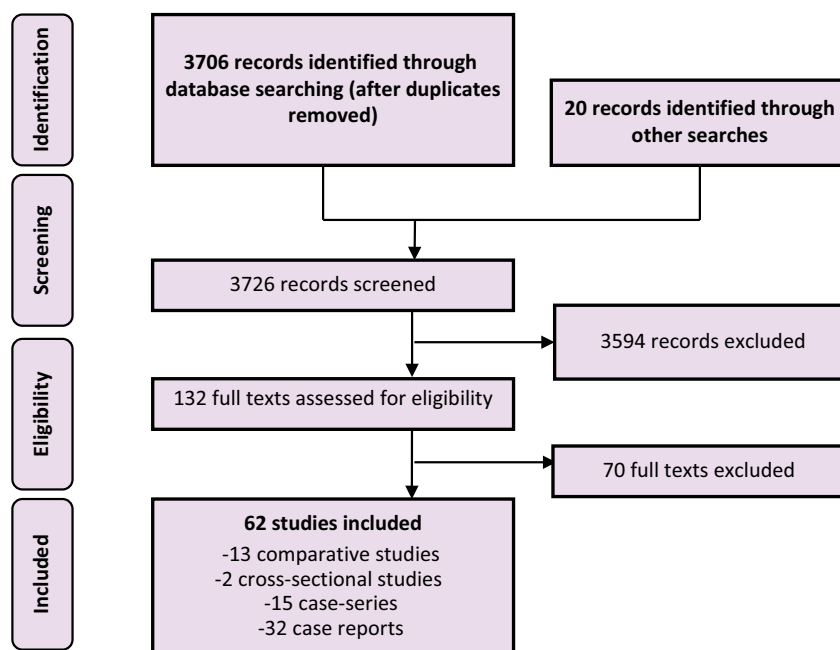 Identification
3706 records identified through
database searching (after duplicates
removed)
20 records identified through
other searches
Screening
3726 records screened
3594 records excluded
Eligibility
132 full texts assessed for eligibility
70 full texts excluded
Included
62 studies included
-13 comparative studies
-2 cross-sectional studies
-15 case-series
-32 case reports